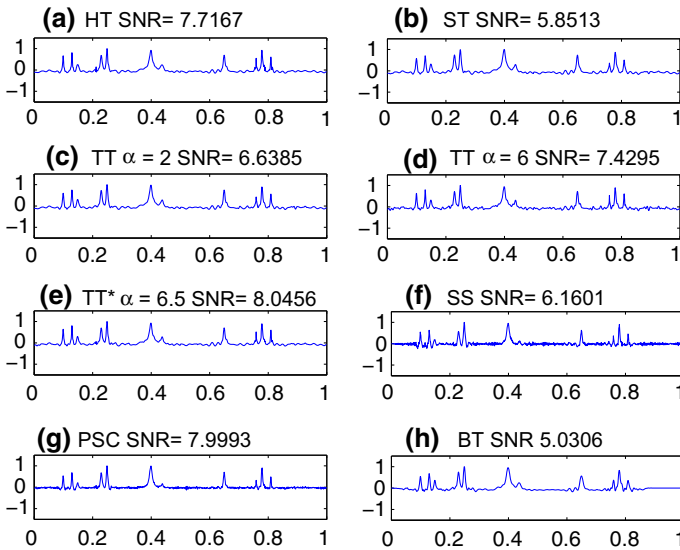 (a) HT SNR= 7.7167
1
0
−1
0 0.2 0.4 0.6 0.8 1
(b) ST SNR= 5.8513
1
0
−1
0 0.2 0.4 0.6 0.8 1
(c) TT α = 2 SNR= 6.6385
1
0
−1
0 0.2 0.4 0.6 0.8 1
(d) TT α = 6 SNR= 7.4295
1
0
−1
0 0.2 0.4 0.6 0.8 1
(e) TT* α = 6.5 SNR= 8.0456
1
0
−1
0 0.2 0.4 0.6 0.8 1
(f) SS SNR= 6.1601
1
0
−1
0 0.2 0.4 0.6 0.8 1
(g) PSC SNR= 7.9993
1
0
−1
0 0.2 0.4 0.6 0.8 1
(h) BT SNR 5.0306
1
0
−1
0 0.2 0.4 0.6 0.8 1